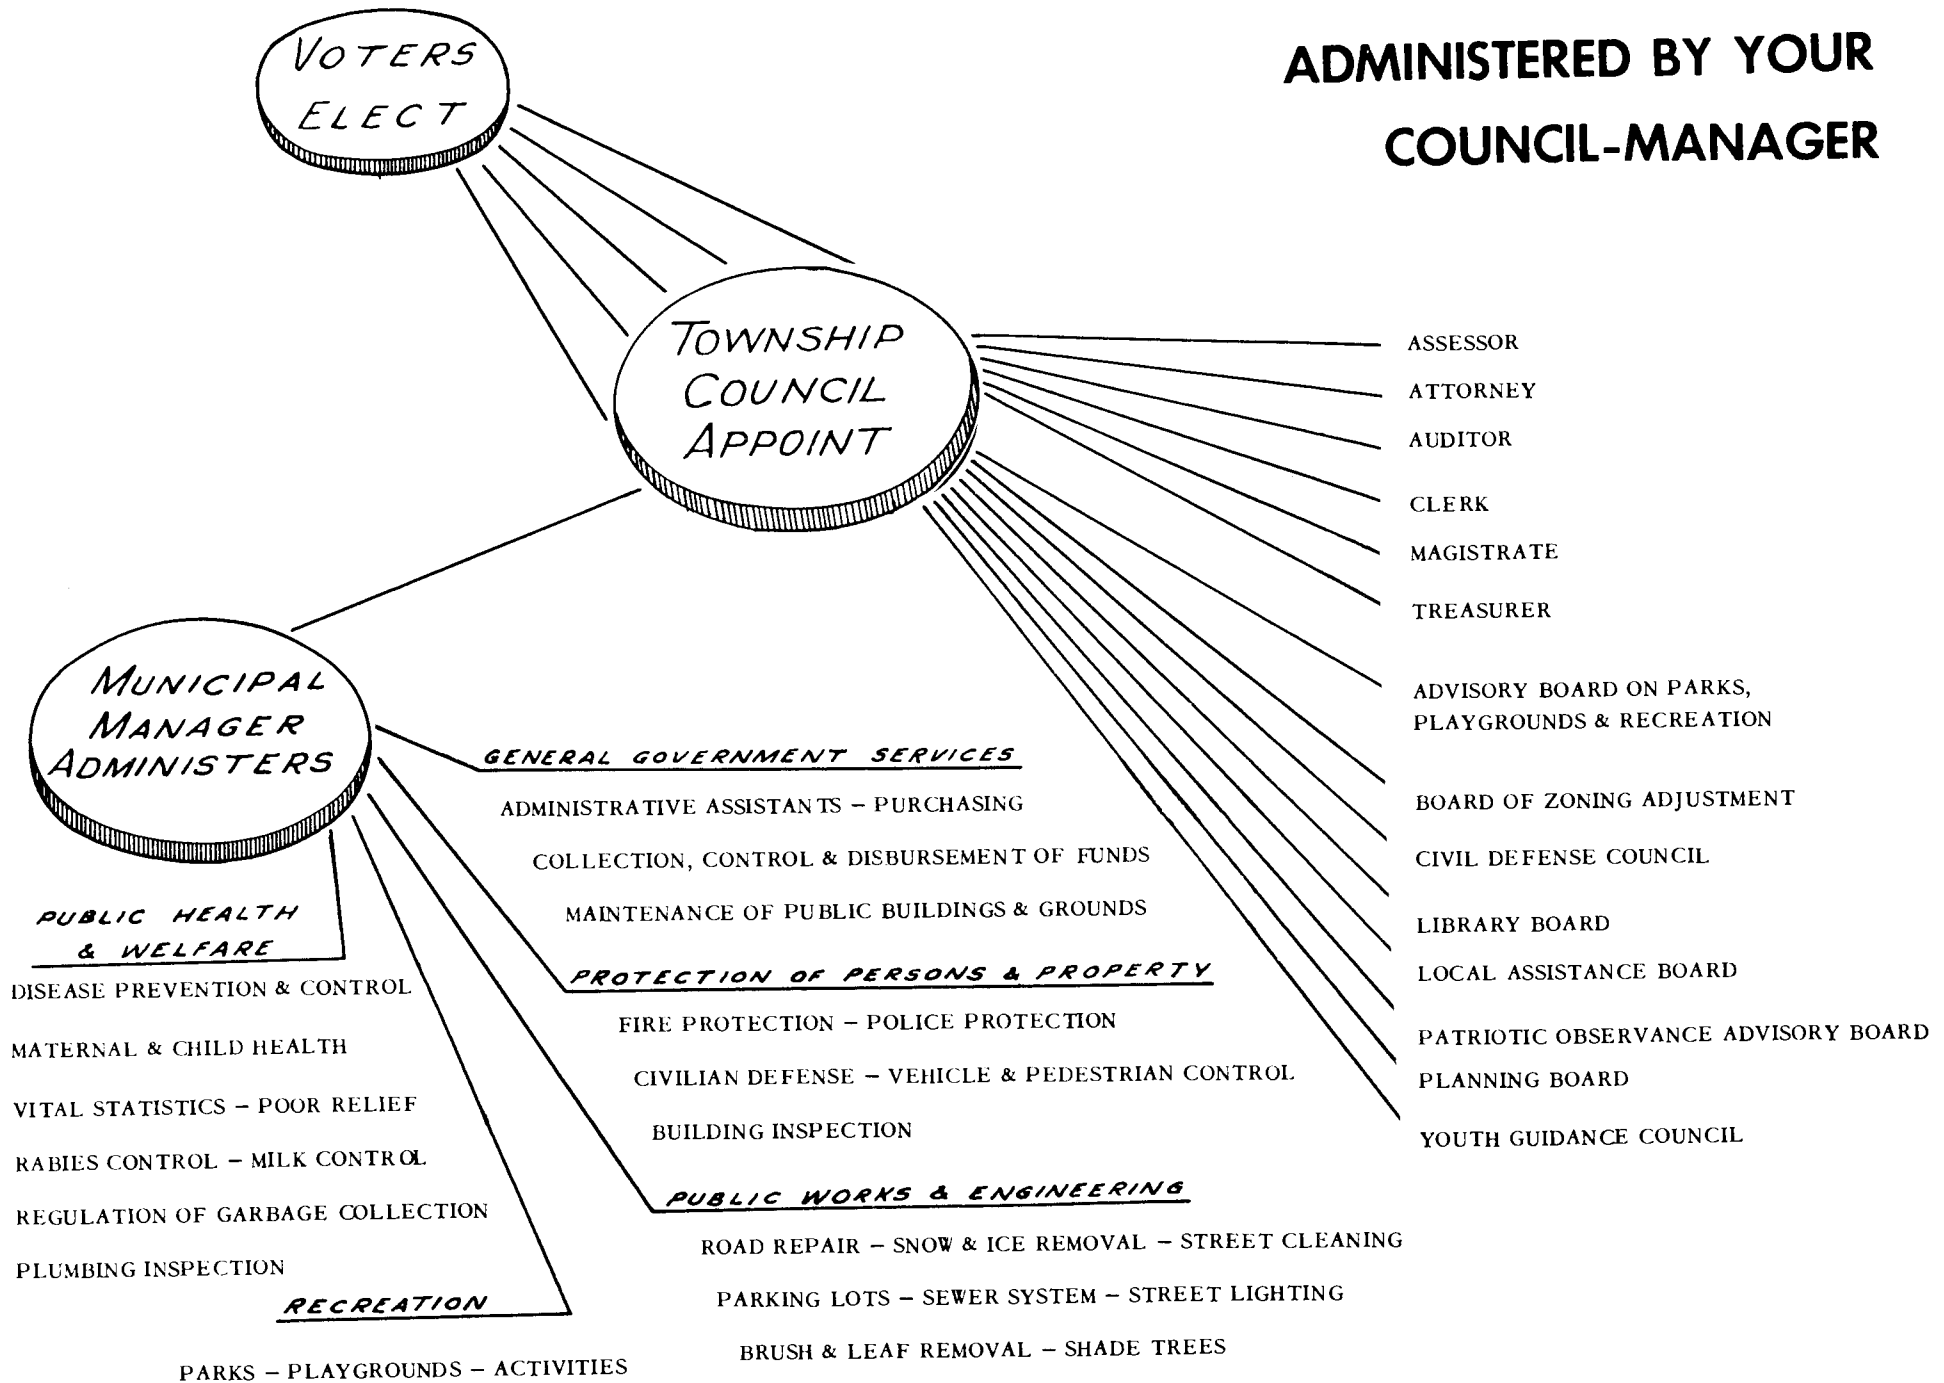 ADMINISTERED BY YOUR
COUNCIL-MANAGER
VOTERS
ELECT
TOWNSHIP
COUNCIL
APPOINT
ASSESSOR
ATTORNEY
AUDITOR
CLERK
MAGISTRATE
TREASURER
ADVISORY BOARD ON PARKS,
PLAYGROUNDS & RECREATION
BOARD OF ZONING ADJUSTMENT
CIVIL DEFENSE COUNCIL
LIBRARY BOARD
LOCAL ASSISTANCE BOARD
PATRIOTIC OBSERVANCE ADVISORY BOARD
PLANNING BOARD
YOUTH GUIDANCE COUNCIL
MUNICIPAL
MANAGER
ADMINISTERS
GENERAL GOVERNMENT SERVICES
ADMINISTRATIVE ASSISTANTS – PURCHASING
COLLECTION, CONTROL & DISBURSEMENT OF FUNDS
MAINTENANCE OF PUBLIC BUILDINGS & GROUNDS
PROTECTION OF PERSONS & PROPERTY
FIRE PROTECTION – POLICE PROTECTION
CIVILIAN DEFENSE – VEHICLE & PEDESTRIAN CONTROL
BUILDING INSPECTION
PUBLIC WORKS & ENGINEERING
ROAD REPAIR – SNOW & ICE REMOVAL – STREET CLEANING
PARKING LOTS – SEWER SYSTEM – STREET LIGHTING
BRUSH & LEAF REMOVAL – SHADE TREES
PUBLIC HEALTH
& WELFARE
DISEASE PREVENTION & CONTROL
MATERNAL & CHILD HEALTH
VITAL STATISTICS – POOR RELIEF
RABIES CONTROL – MILK CONTROL
REGULATION OF GARBAGE COLLECTION
PLUMBING INSPECTION
RECREATION
PARKS – PLAYGROUNDS – ACTIVITIES